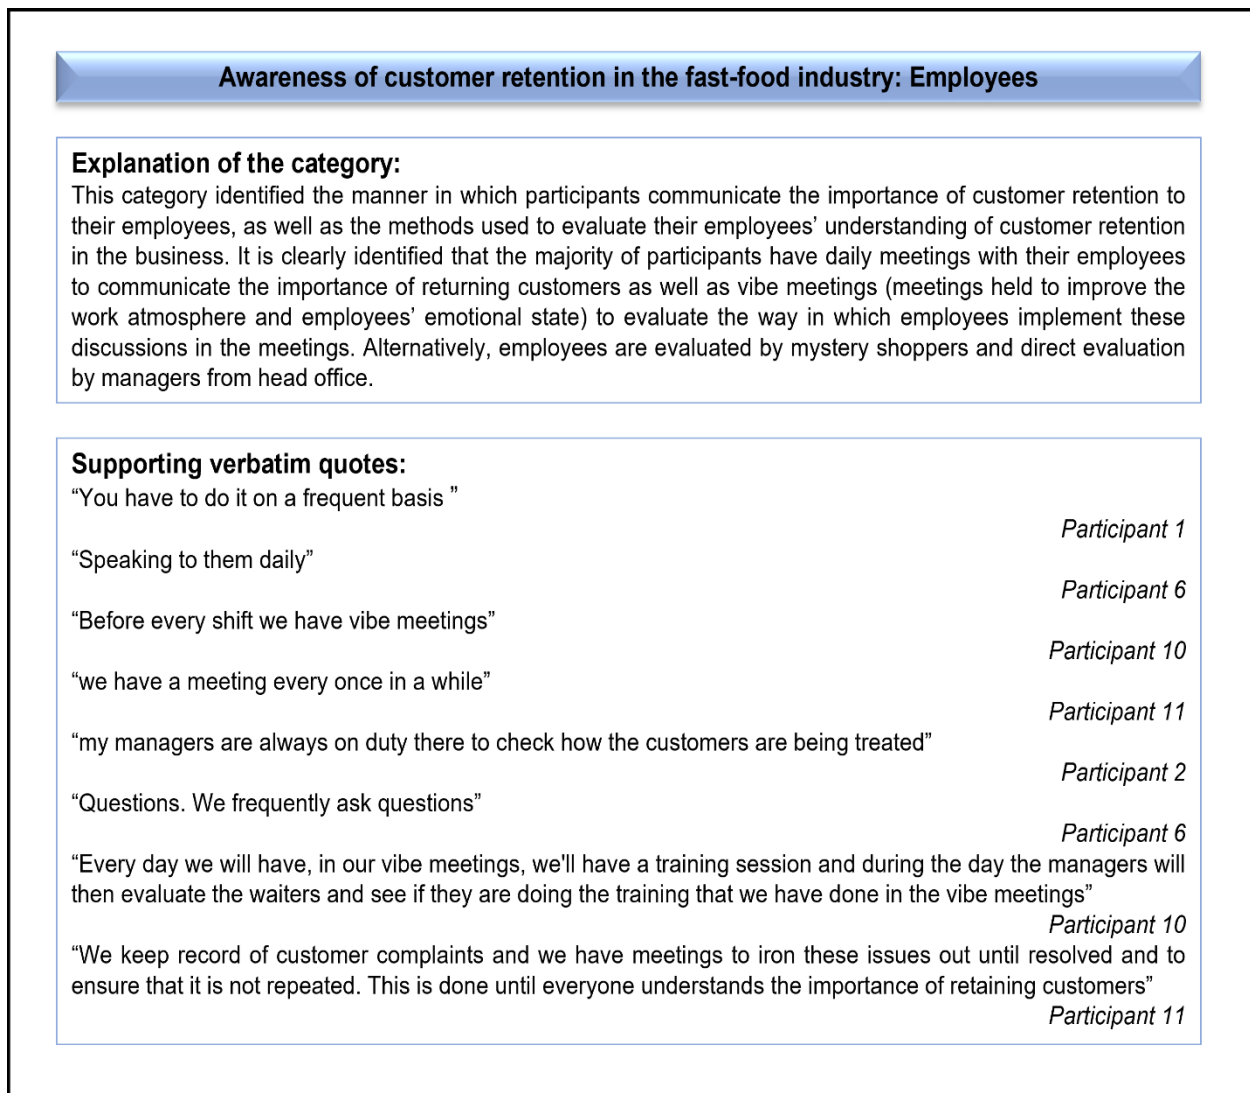 Awareness of customer retention in the fast-food industry: Employees
Explanation of the category:
This category identified the manner in which participants communicate the importance of customer retention to
their employees, as well as the methods used to evaluate their employees’ understanding of customer retention
in the business. It is clearly identified that the majority of participants have daily meetings with their employees
to communicate the importance of returning customers as well as vibe meetings (meetings held to improve the
work atmosphere and employees’ emotional state) to evaluate the way in which employees implement these
discussions in the meetings. Alternatively, employees are evaluated by mystery shoppers and direct evaluation
by managers from head office.
Supporting verbatim quotes:
“You have to do it on a frequent basis ”
Participant 1
“Speaking to them daily”
Participant 6
“Before every shift we have vibe meetings”
Participant 10
“we have a meeting every once in a while”
Participant 11
“my managers are always on duty there to check how the customers are being treated”
Participant 2
“Questions. We frequently ask questions”
Participant 6
“Every day we will have, in our vibe meetings, we'll have a training session and during the day the managers will
then evaluate the waiters and see if they are doing the training that we have done in the vibe meetings”
Participant 10
“We keep record of customer complaints and we have meetings to iron these issues out until resolved and to
ensure that it is not repeated. This is done until everyone understands the importance of retaining customers”
Participant 11